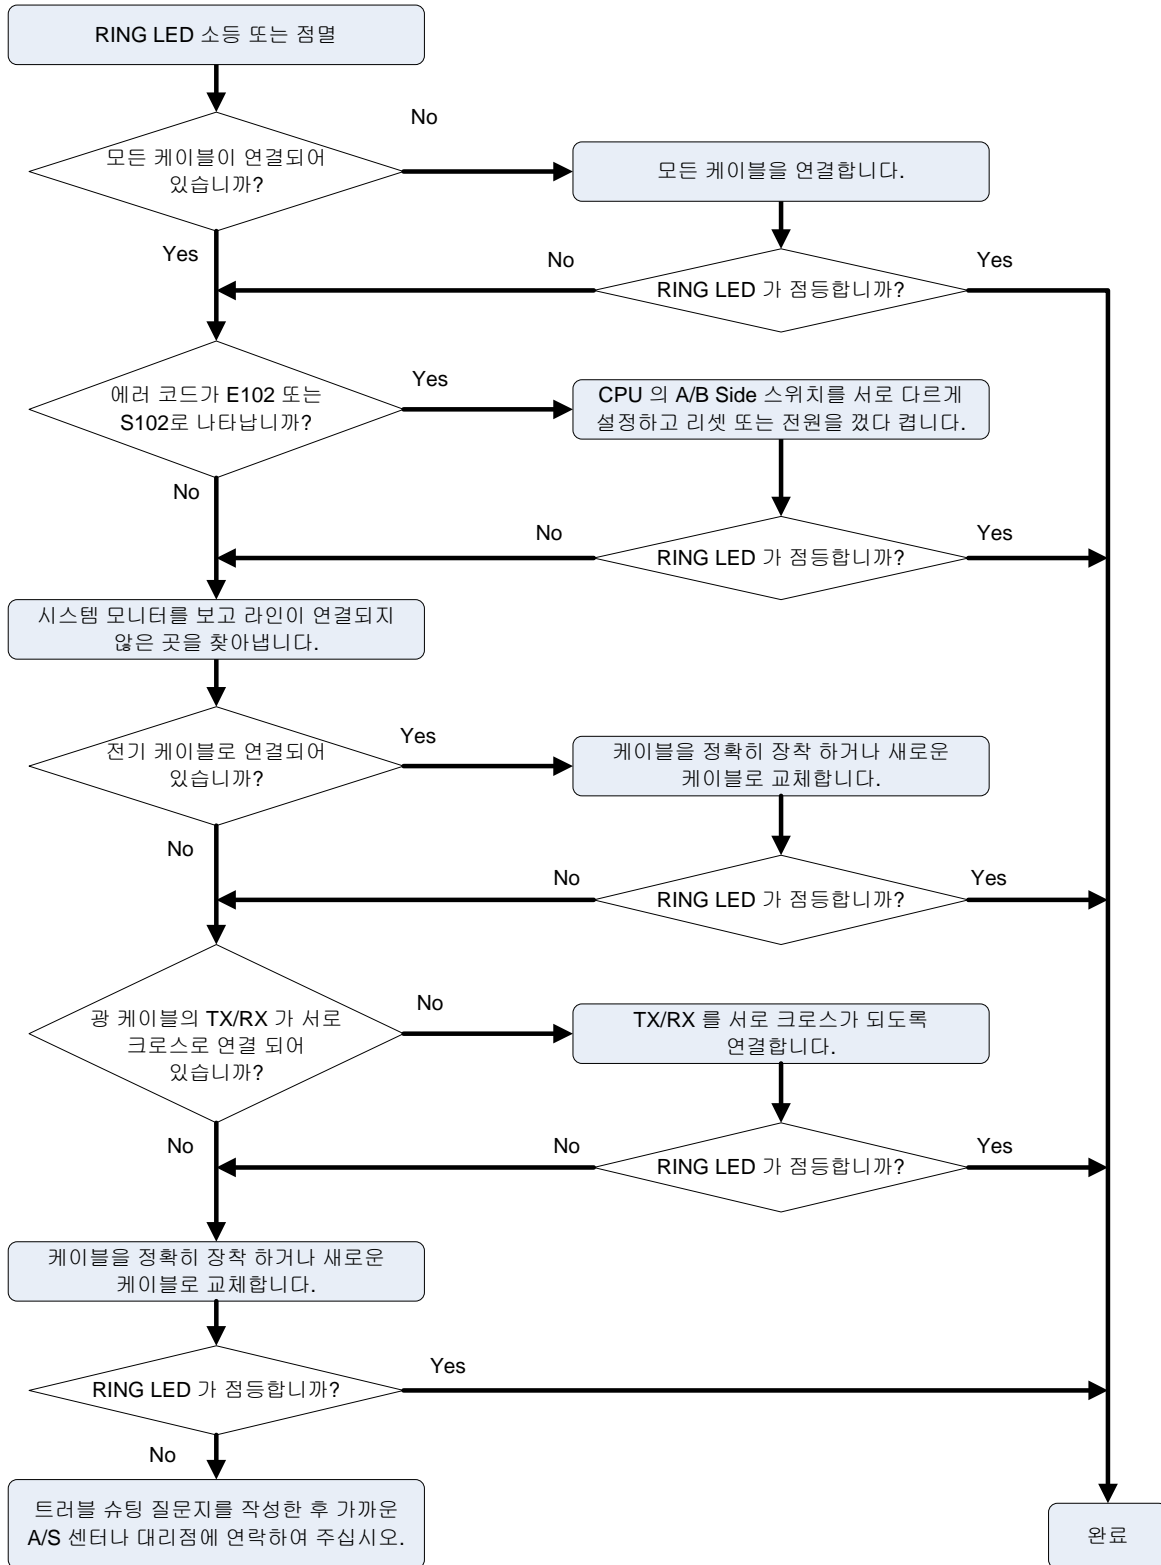 RING LED 소등 또는 점멸
No
모든 케이블이 연결되어
있습니까?
모든 케이블을 연결합니다.
Yes
No
Yes
RING LED 가 점등합니까?
에러 코드가 E102 또는
S102로 나타납니까?
Yes
CPU 의 A/B Side 스위치를 서로 다르게
설정하고 리셋 또는 전원을 껐다 켭니다.
No
No
Yes
RING LED 가 점등합니까?
시스템 모니터를 보고 라인이 연결되지
않은 곳을 찾아냅니다.
전기 케이블로 연결되어
있습니까?
Yes
케이블을 정확히 장착 하거나 새로운
케이블로 교체합니다.
No
No
Yes
RING LED 가 점등합니까?
광 케이블의 TX/RX 가 서로
크로스로 연결 되어
있습니까?
No
TX/RX 를 서로 크로스가 되도록
연결합니다.
No
No
Yes
RING LED 가 점등합니까?
케이블을 정확히 장착 하거나 새로운
케이블로 교체합니다.
Yes
RING LED 가 점등합니까?
No
트러블 슈팅 질문지를 작성한 후 가까운
A/S 센터나 대리점에 연락하여 주십시오.
완료